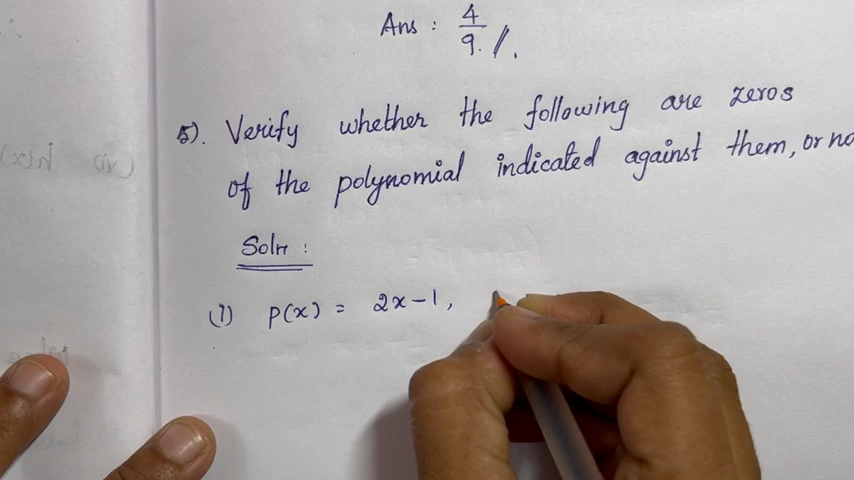 Ans : 4/9 //.
5). Verify whether the following are zeros
of the polynomial indicated against them, or no
Soln :
(i) P(x) = 2x-1,